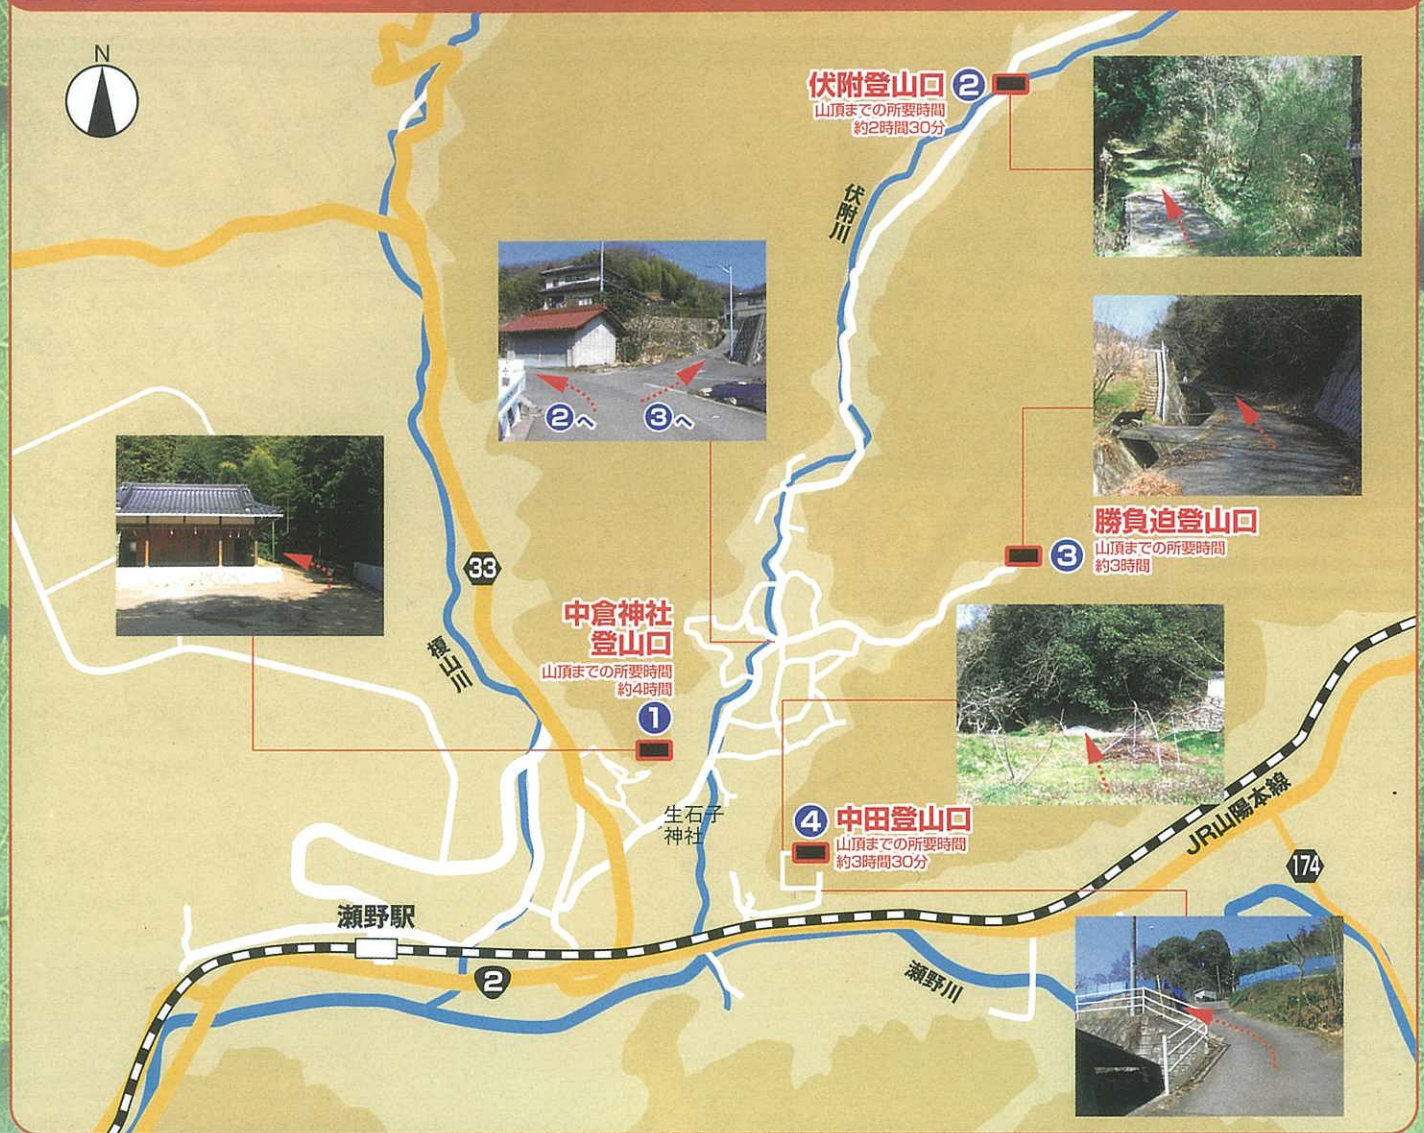 N
伏附登山口 2
山頂までの所要時間
約2時間30分
伏附川
2へ 3へ
33
勝負迫登山口
3
山頂までの所要時間
約3時間
中倉神社
登山口
山頂までの所要時間
約4時間
1
榎山川
生石子
神社
4 中田登山口
山頂までの所要時間
約3時間30分
JR山陽本線
174
瀬野駅
2
瀬野川